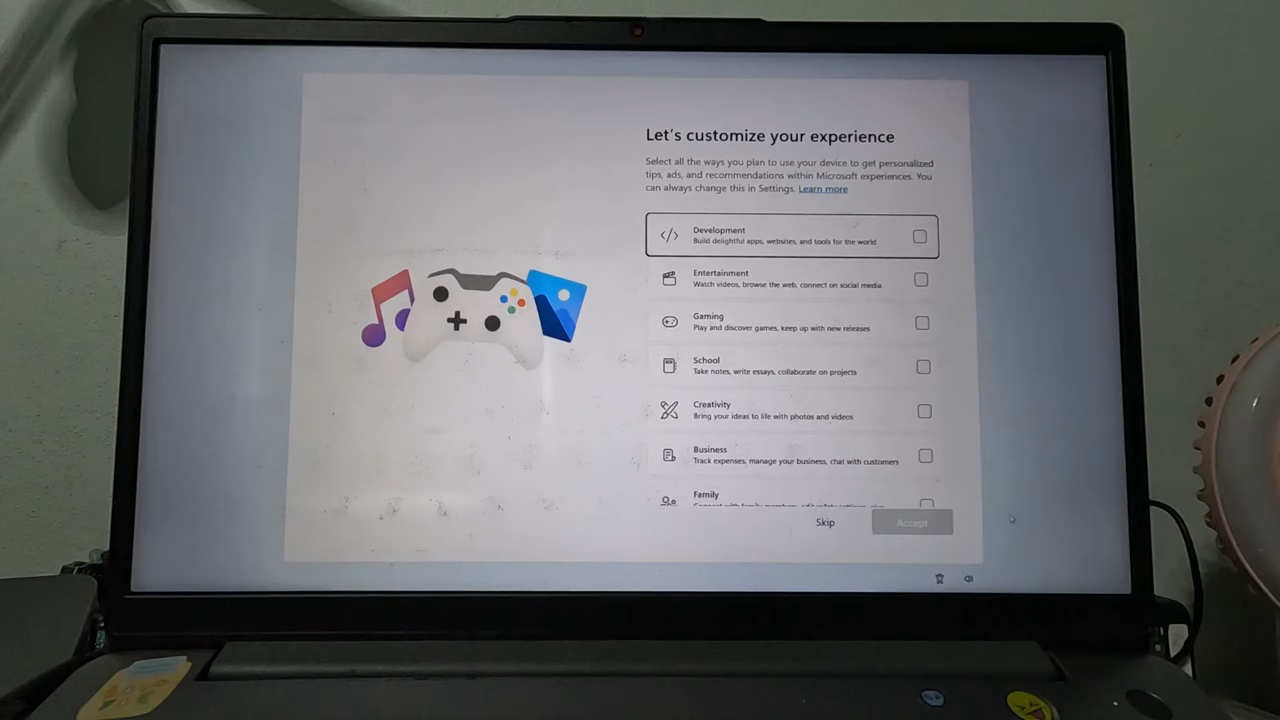 Let's customize your experience
Select all the ways you plan to use your device to get personalized
tips, ads, and recommendations within Microsoft experiences. You
can always change this in Settings. Learn more
Development
Build delightful apps, websites, and tools for the world
Entertainment
Watch videos, browse the web, connect on social media
Gaming
Play and discover games, keep up with new releases
School
Take notes, write essays, collaborate on projects
Creativity
Bring your ideas to life with photos and videos
Business
Track expenses, manage your business, chat with customers
Family
Skip
Accept